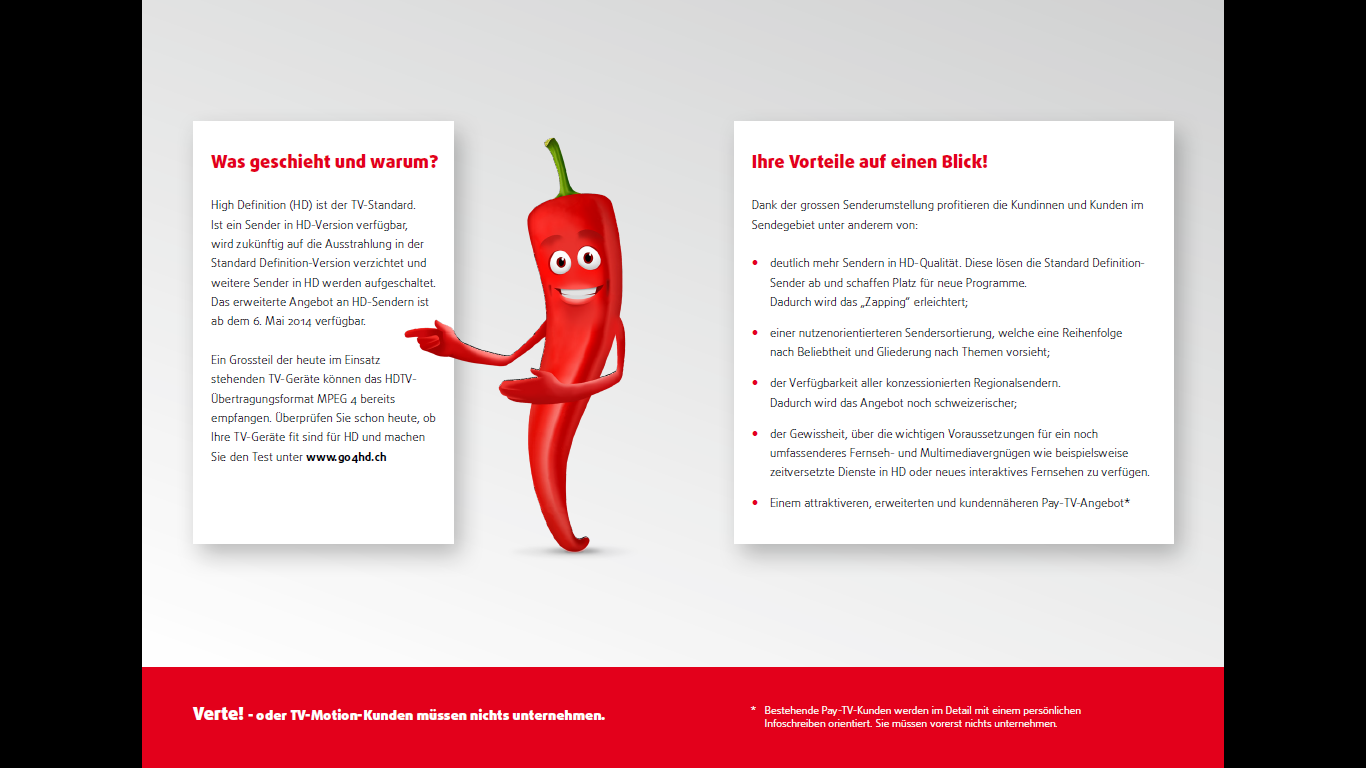 Was geschieht und warum?
High Definition (HD) ist der TV-Standard.
Ist ein Sender in HD-Version verfügbar,
wird zukünftig auf die Ausstrahlung in der
Standard Definition-Version verzichtet und
weitere Sender in HD werden aufgeschaltet.
Das erweiterte Angebot an HD-Sendern ist
ab dem 6. Mai 2014 verfügbar.
Ein Grossteil der heute im Einsatz
stehenden TV-Geräte können das HDTV-
Übertragungsformat MPEG 4 bereits
empfangen. Überprüfen Sie schon heute, ob
Ihre TV-Geräte fit sind für HD und machen
Sie den Test unter www.go4hd.ch
Ihre Vorteile auf einen Blick!
Dank der grossen Senderumstellung profitieren die Kundinnen und Kunden im
Sendegebiet unter anderem von:
• deutlich mehr Sendern in HD-Qualität. Diese lösen die Standard Definition-
Sender ab und schaffen Platz für neue Programme.
Dadurch wird das „Zapping“ erleichtert;
• einer nutzenorientierteren Sendersortierung, welche eine Reihenfolge
nach Beliebtheit und Gliederung nach Themen vorsieht;
• der Verfügbarkeit aller konzessionierten Regionalsendern.
Dadurch wird das Angebot noch schweizerischer;
• der Gewissheit, über die wichtigen Voraussetzungen für ein noch
umfassenderes Fernseh- und Multimediavergnügen wie beispielsweise
zeitversetzte Dienste in HD oder neues interaktives Fernsehen zu verfügen.
• Einem attraktiveren, erweiterten und kundennäheren Pay-TV-Angebot*
Verte! - oder TV-Motion-Kunden müssen nichts unternehmen.
* Bestehende Pay-TV-Kunden werden im Detail mit einem persönlichen
Infoschreiben orientiert. Sie müssen vorerst nichts unternehmen.